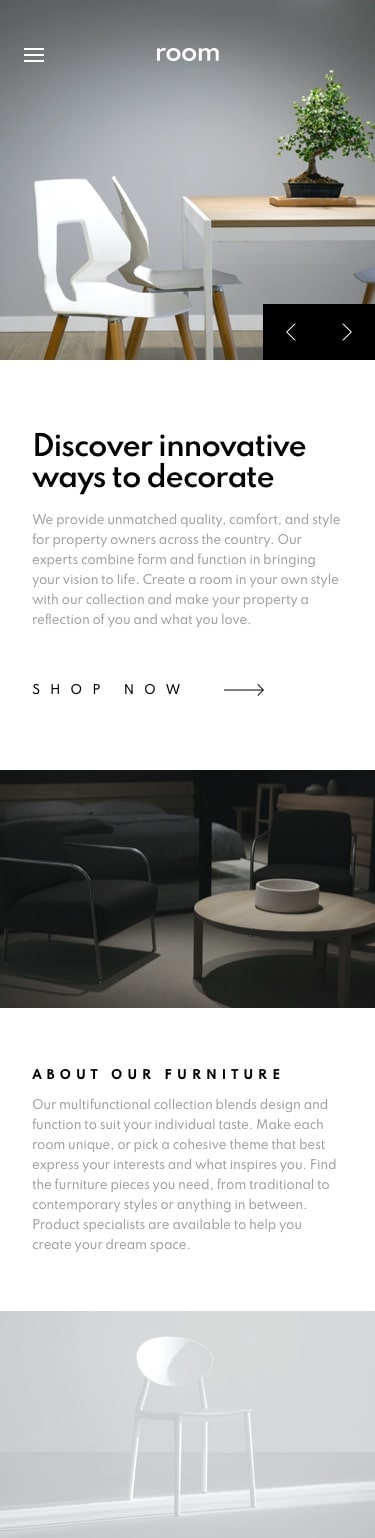 room
Discover innovative
ways to decorate
We provide unmatched quality, comfort, and style
for property owners across the country. Our
experts combine form and function in bringing
your vision to life. Create a room in your own style
with our collection and make your property a
reflection of you and what you love.
SHOP NOW
ABOUT OUR FURNITURE
Our multifunctional collection blends design and
function to suit your individual taste. Make each
room unique, or pick a cohesive theme that best
express your interests and what inspires you. Find
the furniture pieces you need, from traditional to
contemporary styles or anything in between.
Product specialists are available to help you
create your dream space.